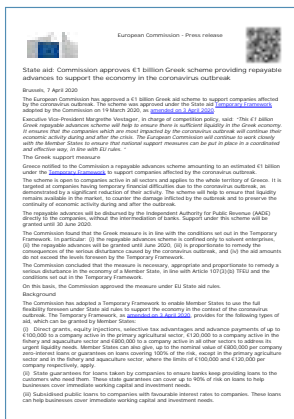 European Commission - Press release
State aid: Commission approves €1 billion Greek scheme providing repayable
advances to support the economy in the coronavirus outbreak
Brussels, 7 April 2020
The European Commission has approved a €1 billion Greek aid scheme to support companies affected
by the coronavirus outbreak. The scheme was approved under the State aid Temporary Framework
adopted by the Commission on 19 March 2020, as amended on 3 April 2020.
Executive Vice-President Margrethe Vestager, in charge of competition policy, said: "This €1 billion
Greek repayable advances scheme will help to ensure there is sufficient liquidity in the Greek economy.
It ensures that the companies which are most impacted by the coronavirus outbreak will continue their
economic activity during and after the crisis. The European Commission will continue to work closely
with the Member States to ensure that national support measures can be put in place in a coordinated
and effective way, in line with EU rules."
The Greek support measure
Greece notified to the Commission a repayable advances scheme amounting to an estimated €1 billion
under the Temporary Framework to support companies affected by the coronavirus outbreak.
The scheme is open to companies active in all sectors and applies to the whole territory of Greece. It is
targeted at companies having temporary financial difficulties due to the coronavirus outbreak, as
demonstrated by a significant reduction of their activity. The scheme will help to ensure that liquidity
remains available in the market, to counter the damage inflicted by the outbreak and to preserve the
continuity of economic activity during and after the outbreak.
The repayable advances will be disbursed by the Independent Authority for Public Revenue (IADE)
directly to the companies, without the intermediation of banks. Support under this scheme will be
granted until 30 June 2020.
The Commission found that the Greek measure is in line with the conditions set out in the Temporary
Framework. In particular: (i) the repayable advances scheme is confined only to solvent enterprises,
(ii) the repayable advances will be granted until June 2020, (iii) is proportionate to remedy the
consequences of the serious disturbance caused by the coronavirus outbreak, and (iv) the aid amounts
do not exceed the levels foreseen by the Temporary Framework.
The Commission concluded that the measure is necessary, appropriate and proportionate to remedy a
serious disturbance in the economy of a Member State, in line with Article 107(3)(b) TFEU and the
conditions set out in the Temporary Framework.
On this basis, the Commission approved the measure under EU State aid rules.
Background
The Commission has adopted a Temporary Framework to enable Member States to use the full
flexibility foreseen under State aid rules to support the economy in the context of the coronavirus
outbreak. The Temporary Framework, as amended on 3 April 2020, provides for the following types of
aid, which can be granted by Member States:
(i) Direct grants, equity injections, selective tax advantages and advance payments of up to
€100,000 to a company active in the primary agricultural sector, €120,000 to a company active in
the fishery and aquaculture sector and €800,000 to a company active in all other sectors to address its
urgent liquidity needs. Member States can also give, up to the nominal value of €800,000 per company
zero-interest loans or guarantees on loans covering 100% of the risk, except in the primary agriculture
sector and in the fishery and aquaculture sector, where the limits of €100,000 and €120,000 per
company respectively, apply.
(ii) State guarantees for loans taken by companies to ensure banks keep providing loans to the
customers who need them. These state guarantees can cover up to 90% of risk on loans to help
businesses cover immediate working capital and investment needs.
(iii) Subsidised public loans to companies with favourable interest rates to companies. These loans
can help businesses cover immediate working capital and investment needs.